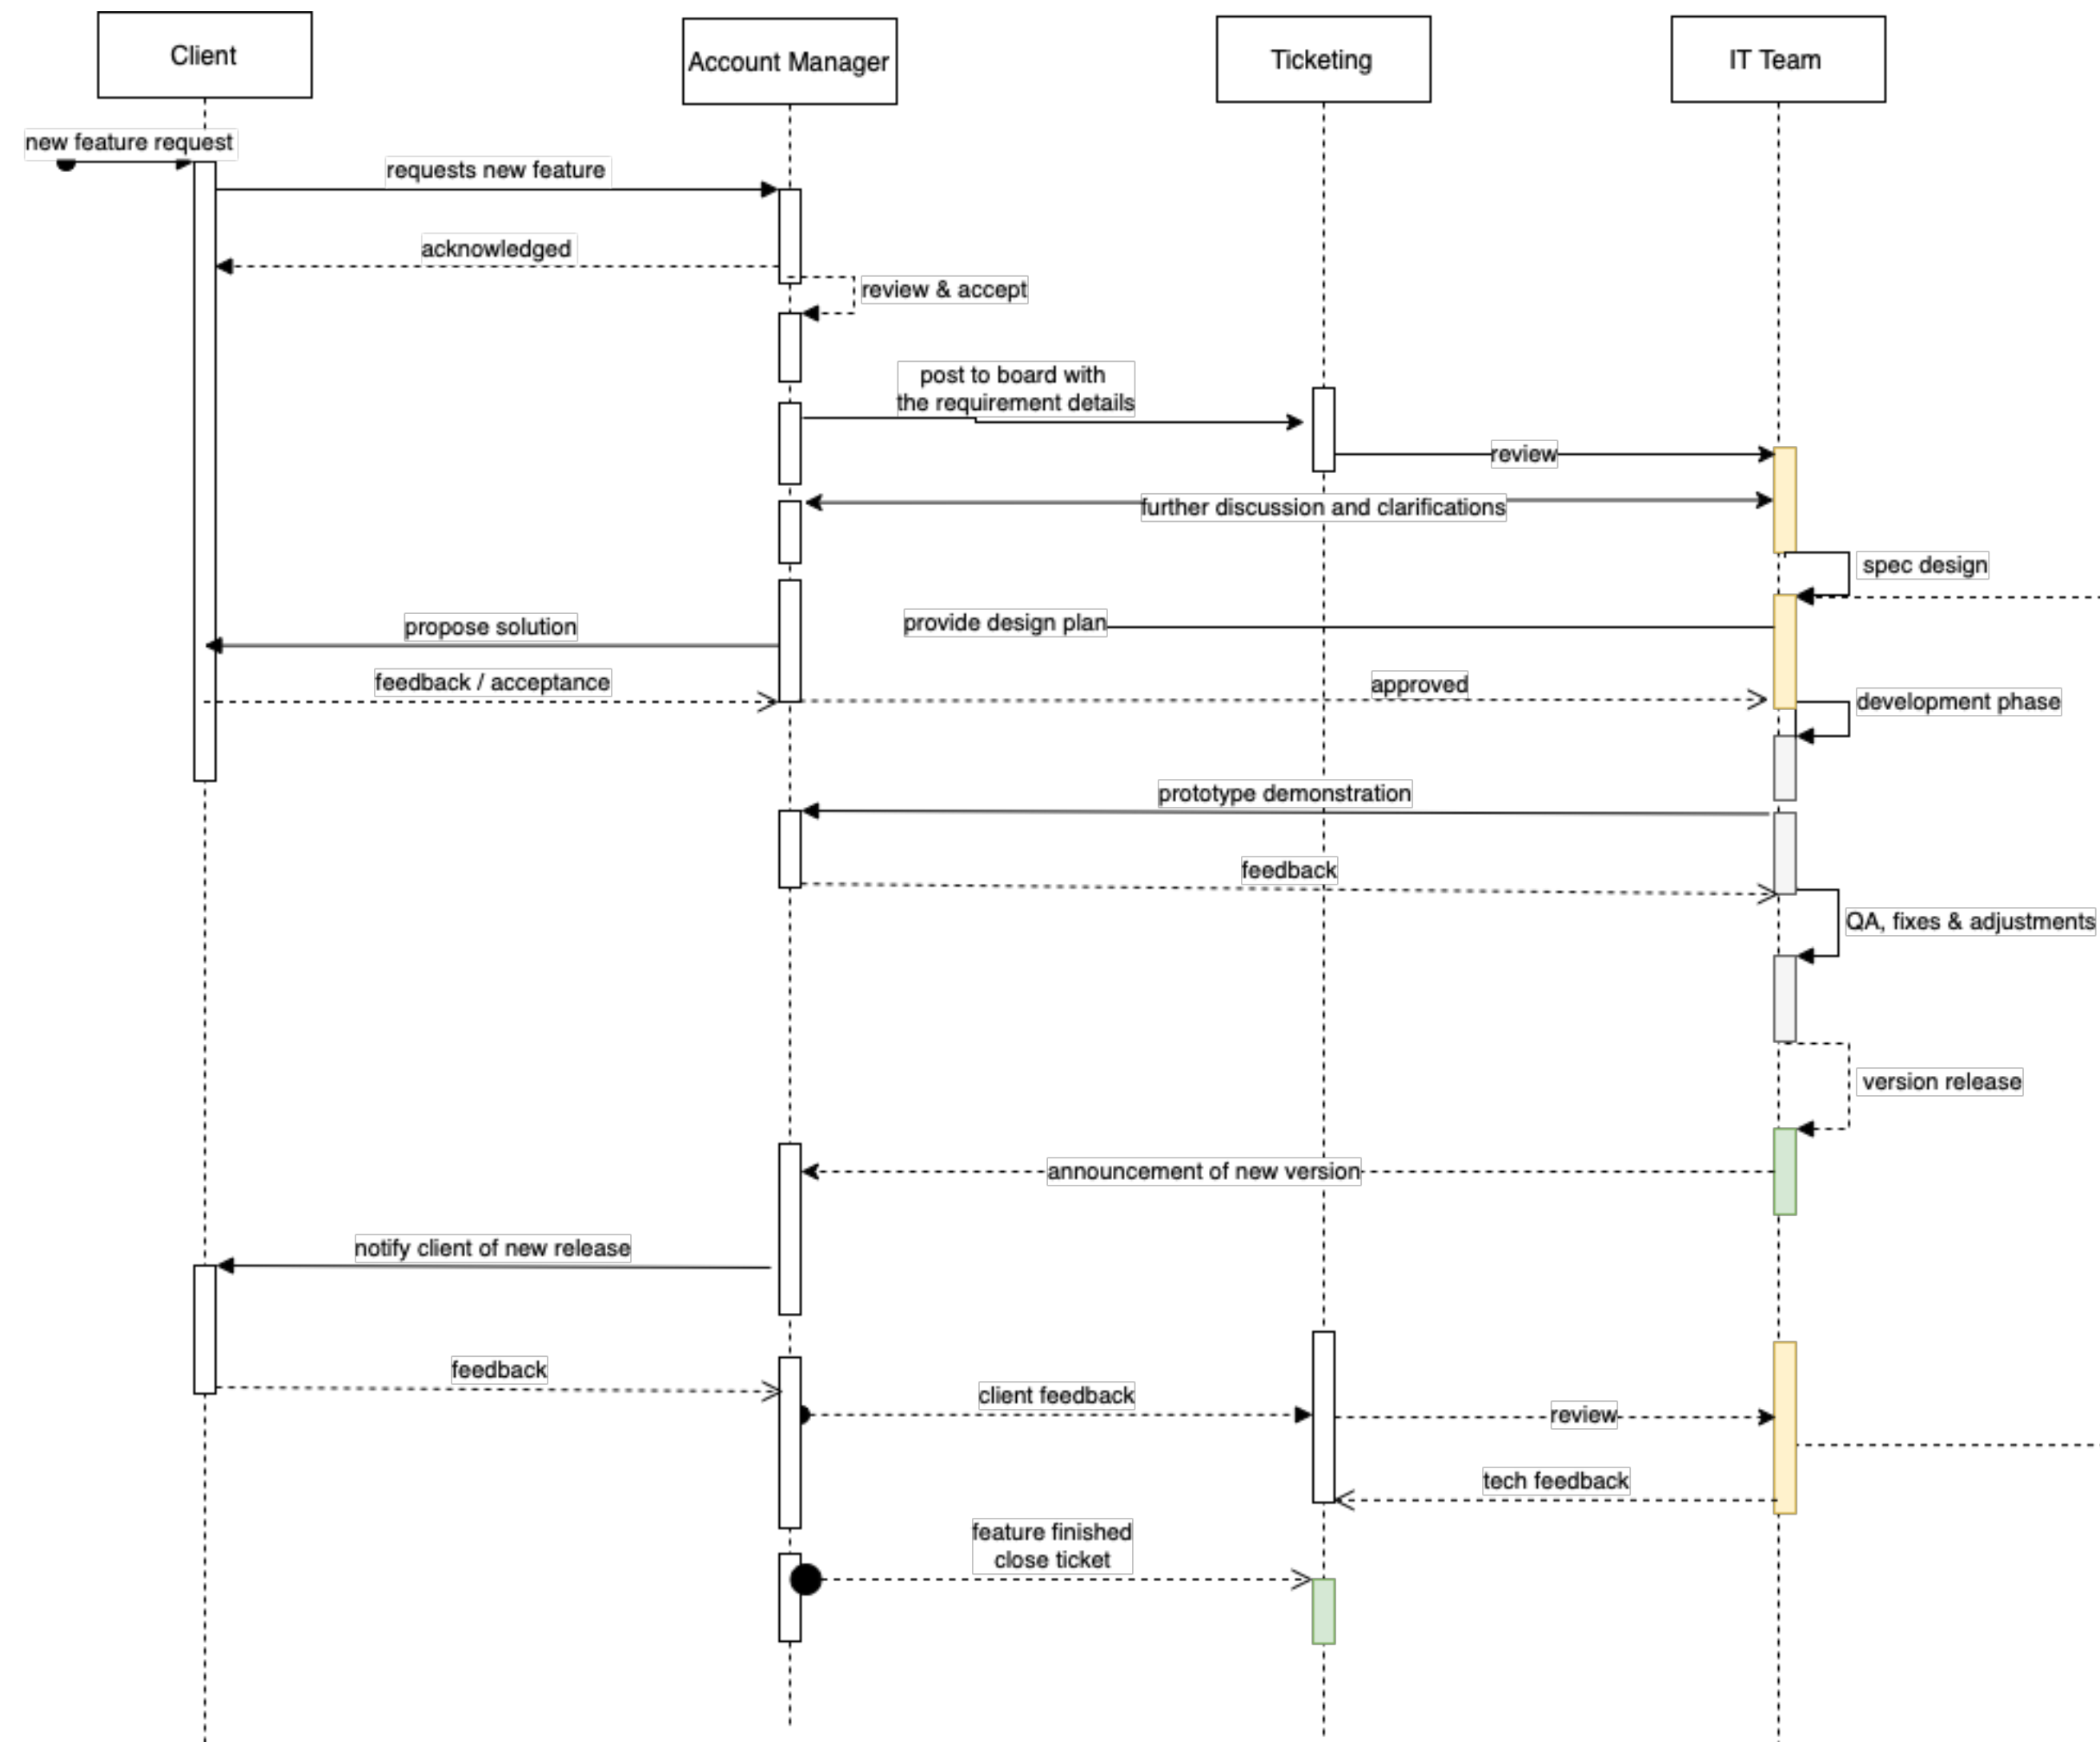 Client
Account Manager
Ticketing
IT Team
new feature request
requests new feature
acknowledged
review & accept
post to board with
the requirement details
review
further discussion and clarifications
spec design
provide design plan
propose solution
feedback / acceptance
approved
development phase
prototype demonstration
feedback
QA, fixes & adjustments
version release
announcement of new version
notify client of new release
feedback
client feedback
review
tech feedback
feature finished
close ticket